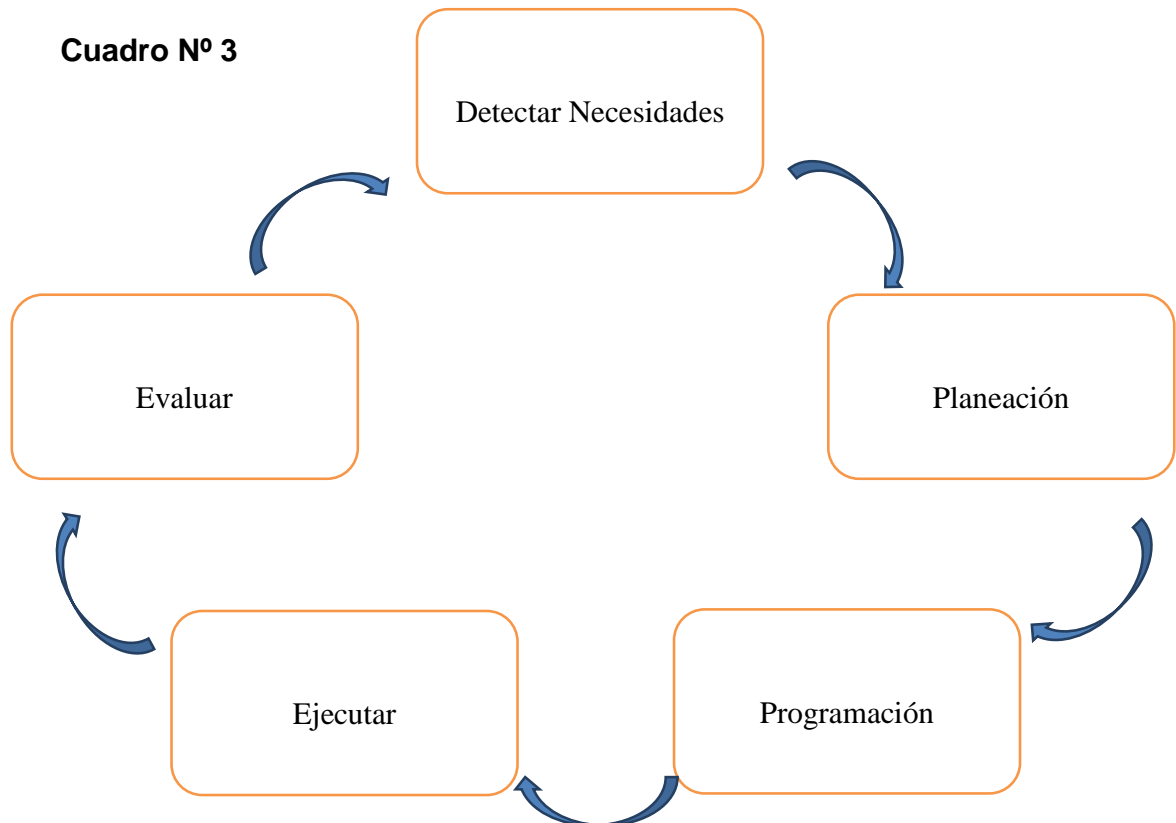 Cuadro Nº 3
Detectar Necesidades
Planeación
Programación
Ejecutar
Evaluar